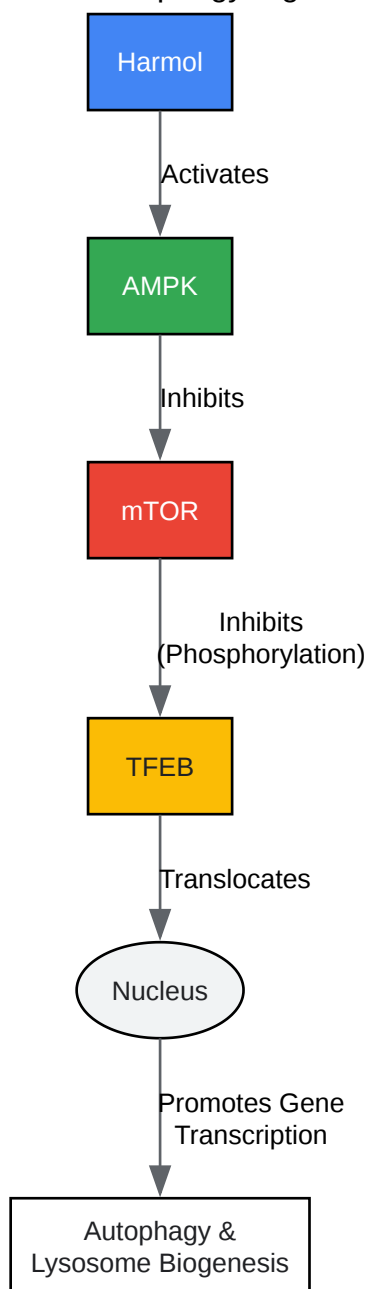 Harmol
Activates
AMPK
Inhibits
mTOR
Inhibits
(Phosphorylation)
TFEB
Translocates
Nucleus
Promotes Gene
Transcription
Autophagy &
Lysosome Biogenesis